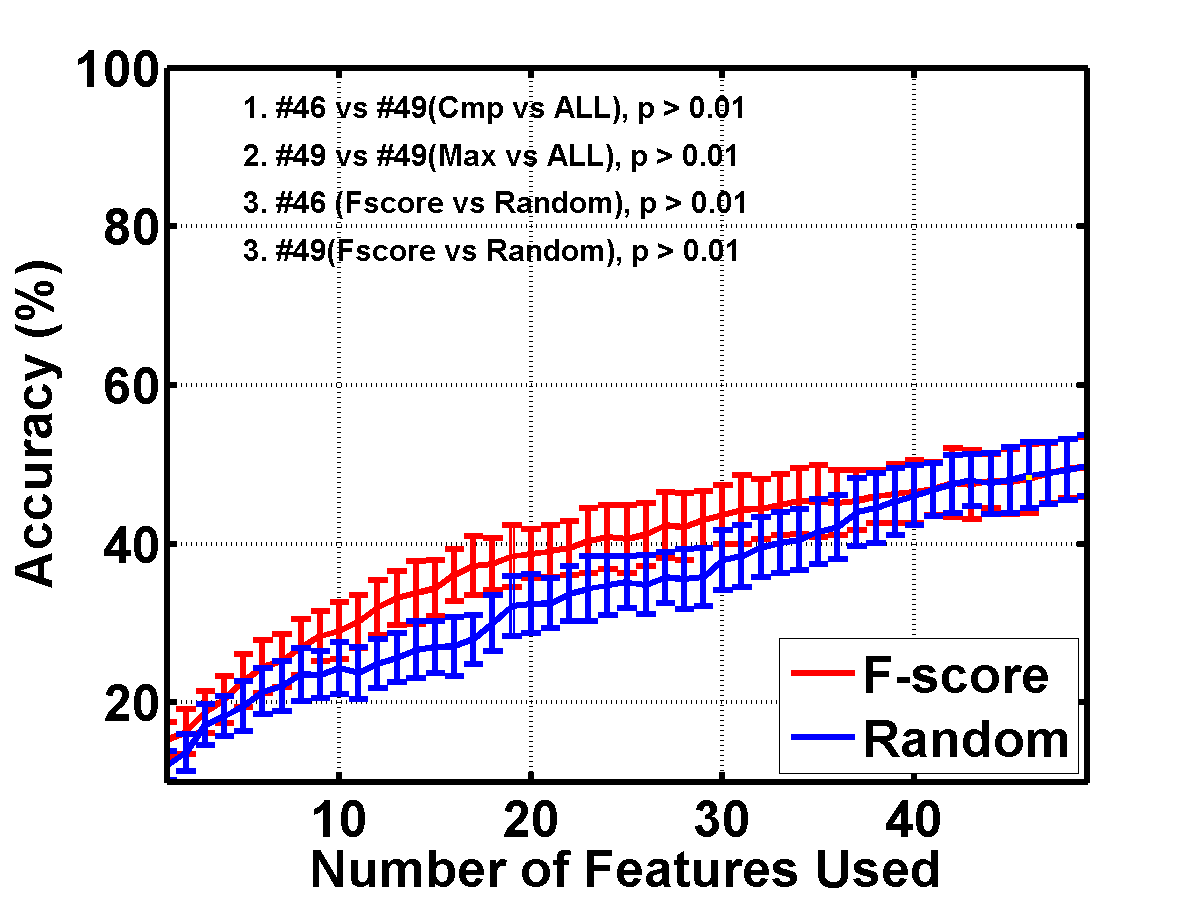 100
80
60
40
20
10
20
30
40
Accuracy (%)
Number of Features Used
1. #46 vs #49(Cmp vs ALL), p > 0.01
2. #49 vs #49(Max vs ALL), p > 0.01
3. #46 (Fscore vs Random), p > 0.01
3. #49(Fscore vs Random), p > 0.01
F-score
Random